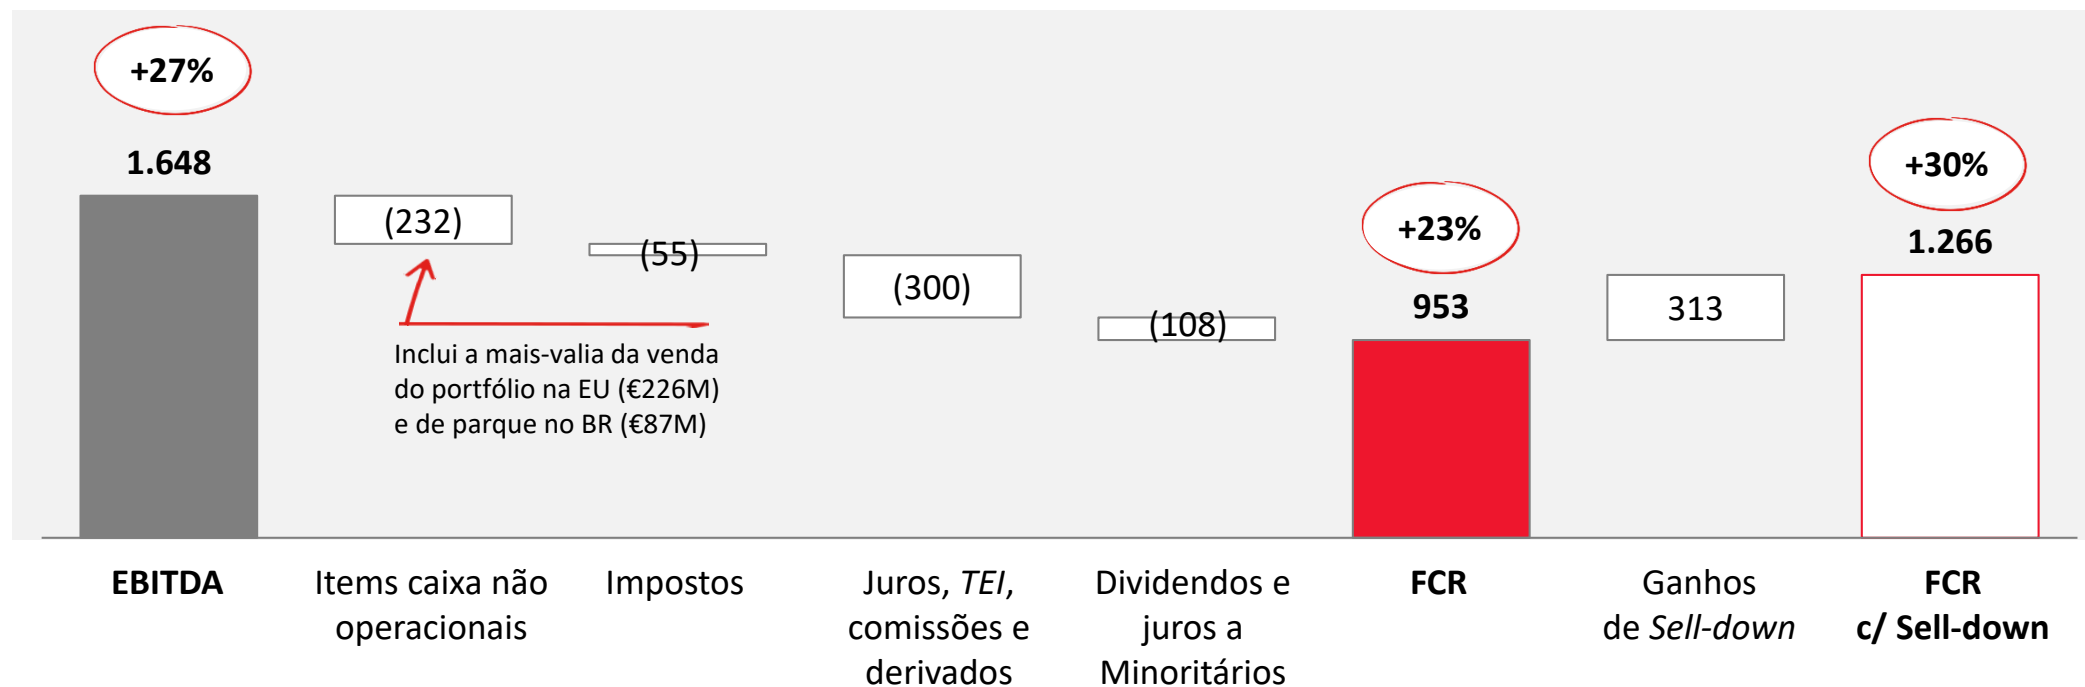 +27%
1.648
(232)
(55)
(300)
(108)
+23%
953
313
+30%
1.266
Inclui a mais-valia da venda
do portfólio na EU (€226M)
e de parque no BR (€87M)
EBITDA
Items caixa não
operacionais
Impostos
Juros, TEI,
comissões e
derivados
Dividendos e
juros a
Minoritários
FCR
Ganhos
de Sell-down
FCR
c/ Sell-down